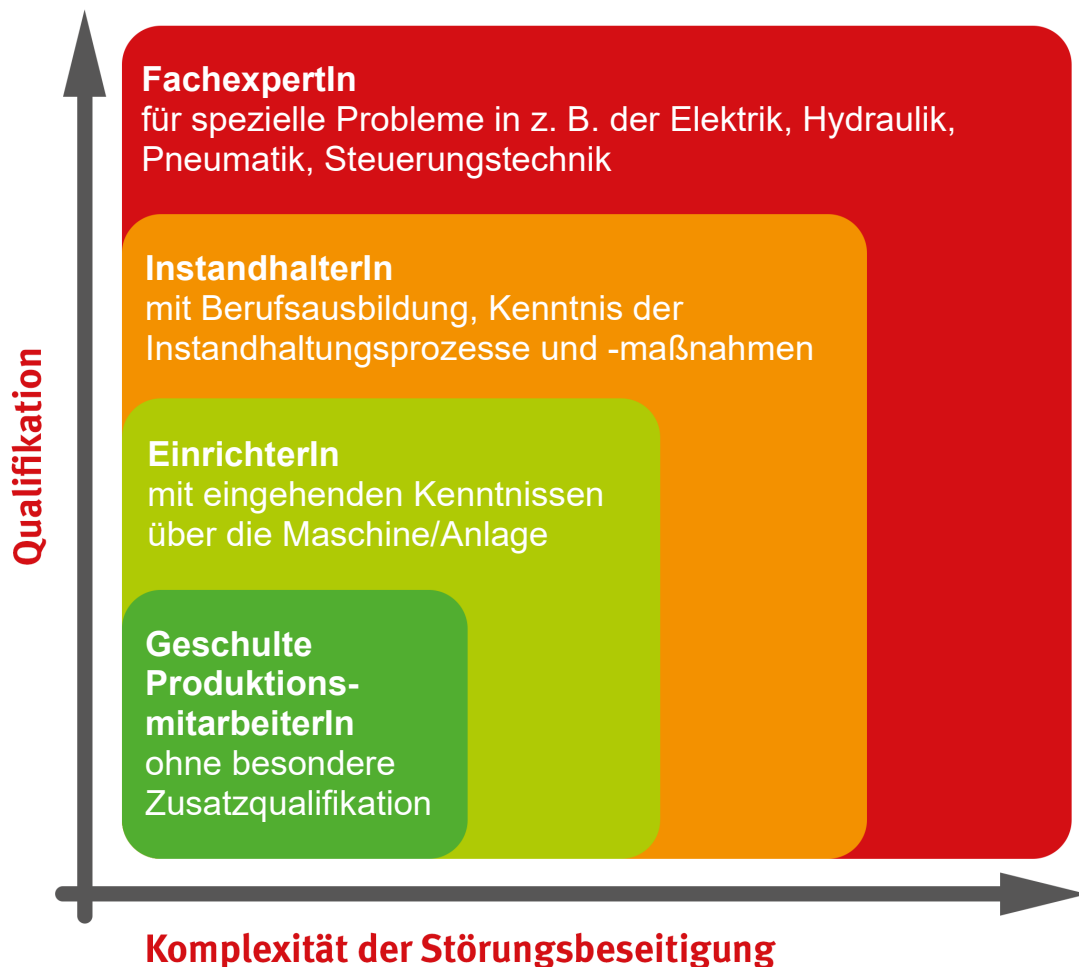 FachexpertIn
für spezielle Probleme in z. B. der Elektrik, Hydraulik,
Pneumatik, Steuerungstechnik
InstandhalterIn
mit Berufsausbildung, Kenntnis der
Instandhaltungsprozesse und -maßnahmen
EinrichterIn
mit eingehenden Kenntnissen
über die Maschine/Anlage
Geschulte
Produktions-
mitarbeiterIn
ohne besondere
Zusatzqualifikation
Qualifikation
Komplexität der Störungsbeseitigung